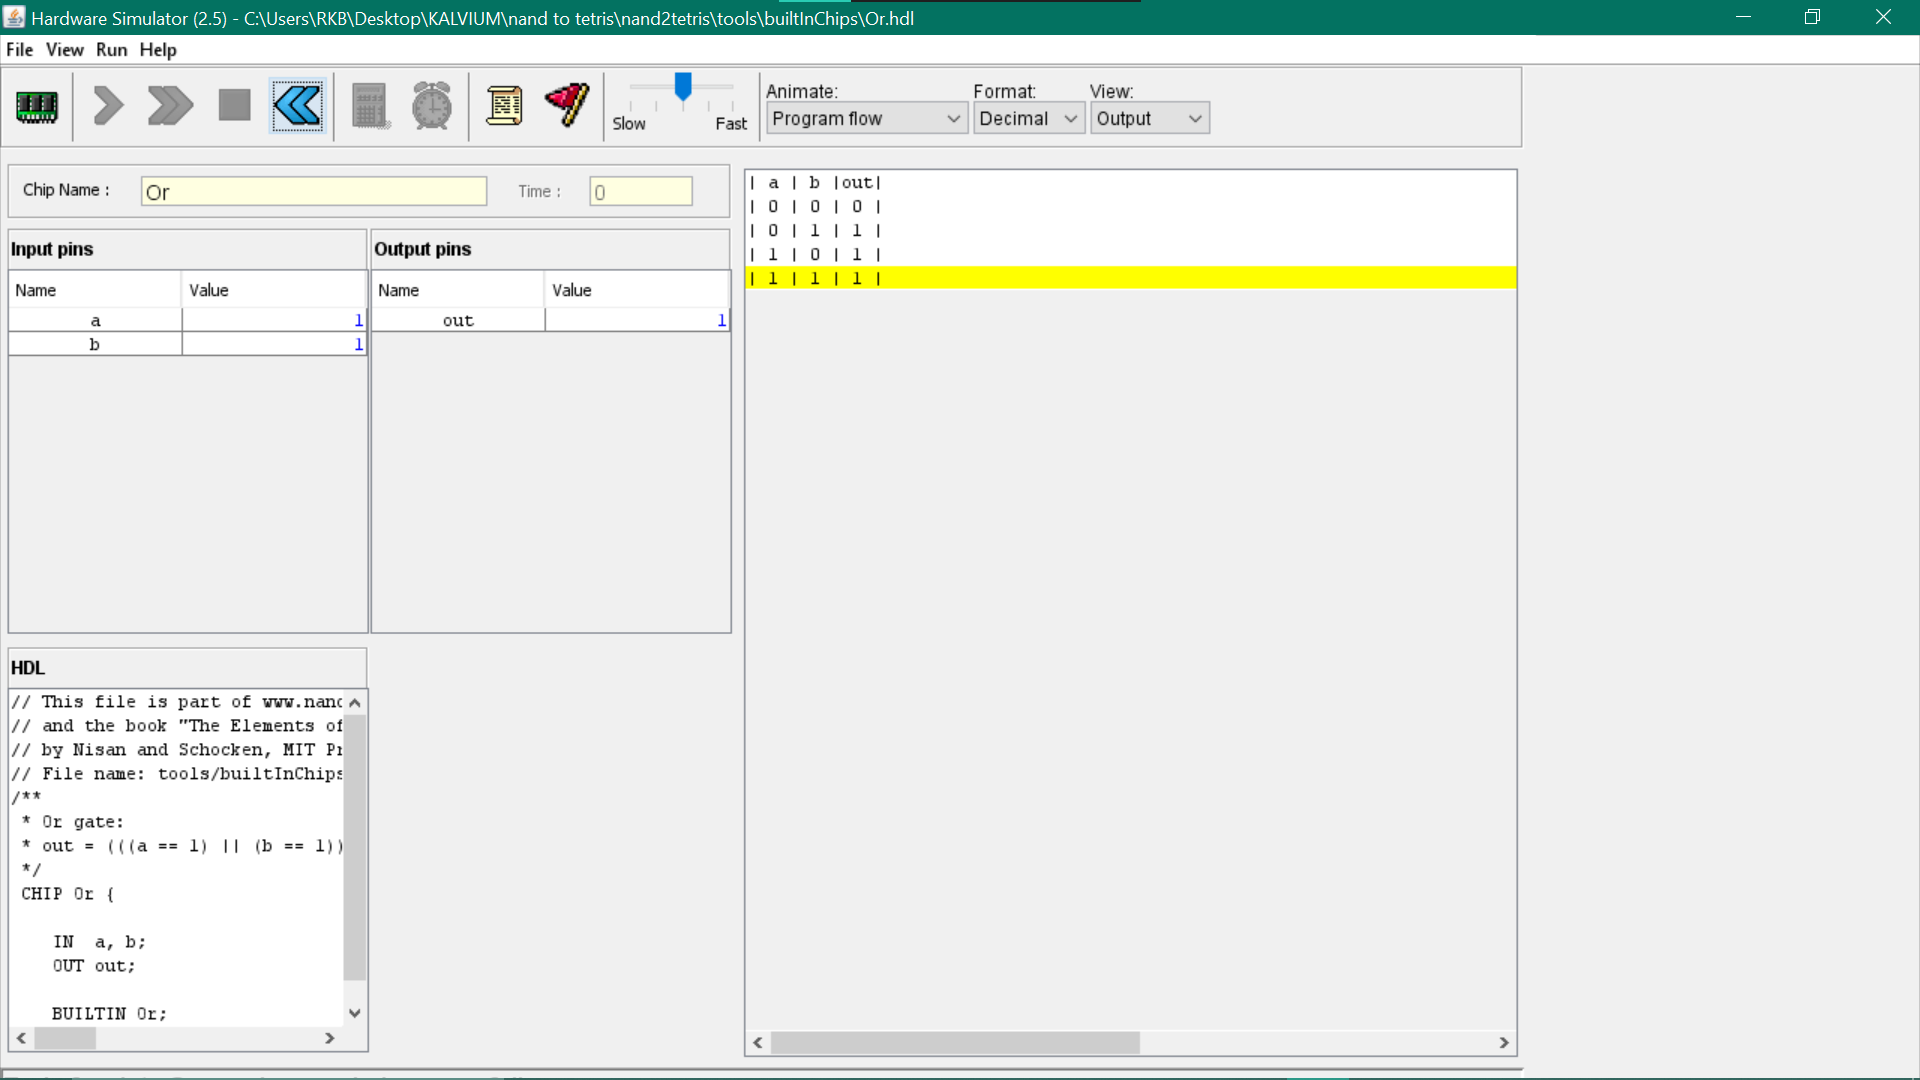 Hardware Simulator (2.5) - C:\Users\RKB\Desktop\KALVIUM\nand to tetris\nand2tetris\tools\builtInChips\Or.hdl
File View Run Help
Animate: Format: View:
Slow Fast Program flow Decimal Output
Chip Name : Or Time : 0
Input pins
Name Value
a 1
b 1
Output pins
Name Value
out 1
HDL
// This file is part of www.nand
// and the book "The Elements of
// by Nisan and Schocken, MIT Pr
// File name: tools/builtInChips
/**
* Or gate:
* out = (((a == 1) || (b == 1))
*/
CHIP Or {
IN a, b;
OUT out;
BUILTIN Or;
| a | b |out|
| 0 | 0 | 0 |
| 0 | 1 | 1 |
| 1 | 0 | 1 |
| 1 | 1 | 1 |